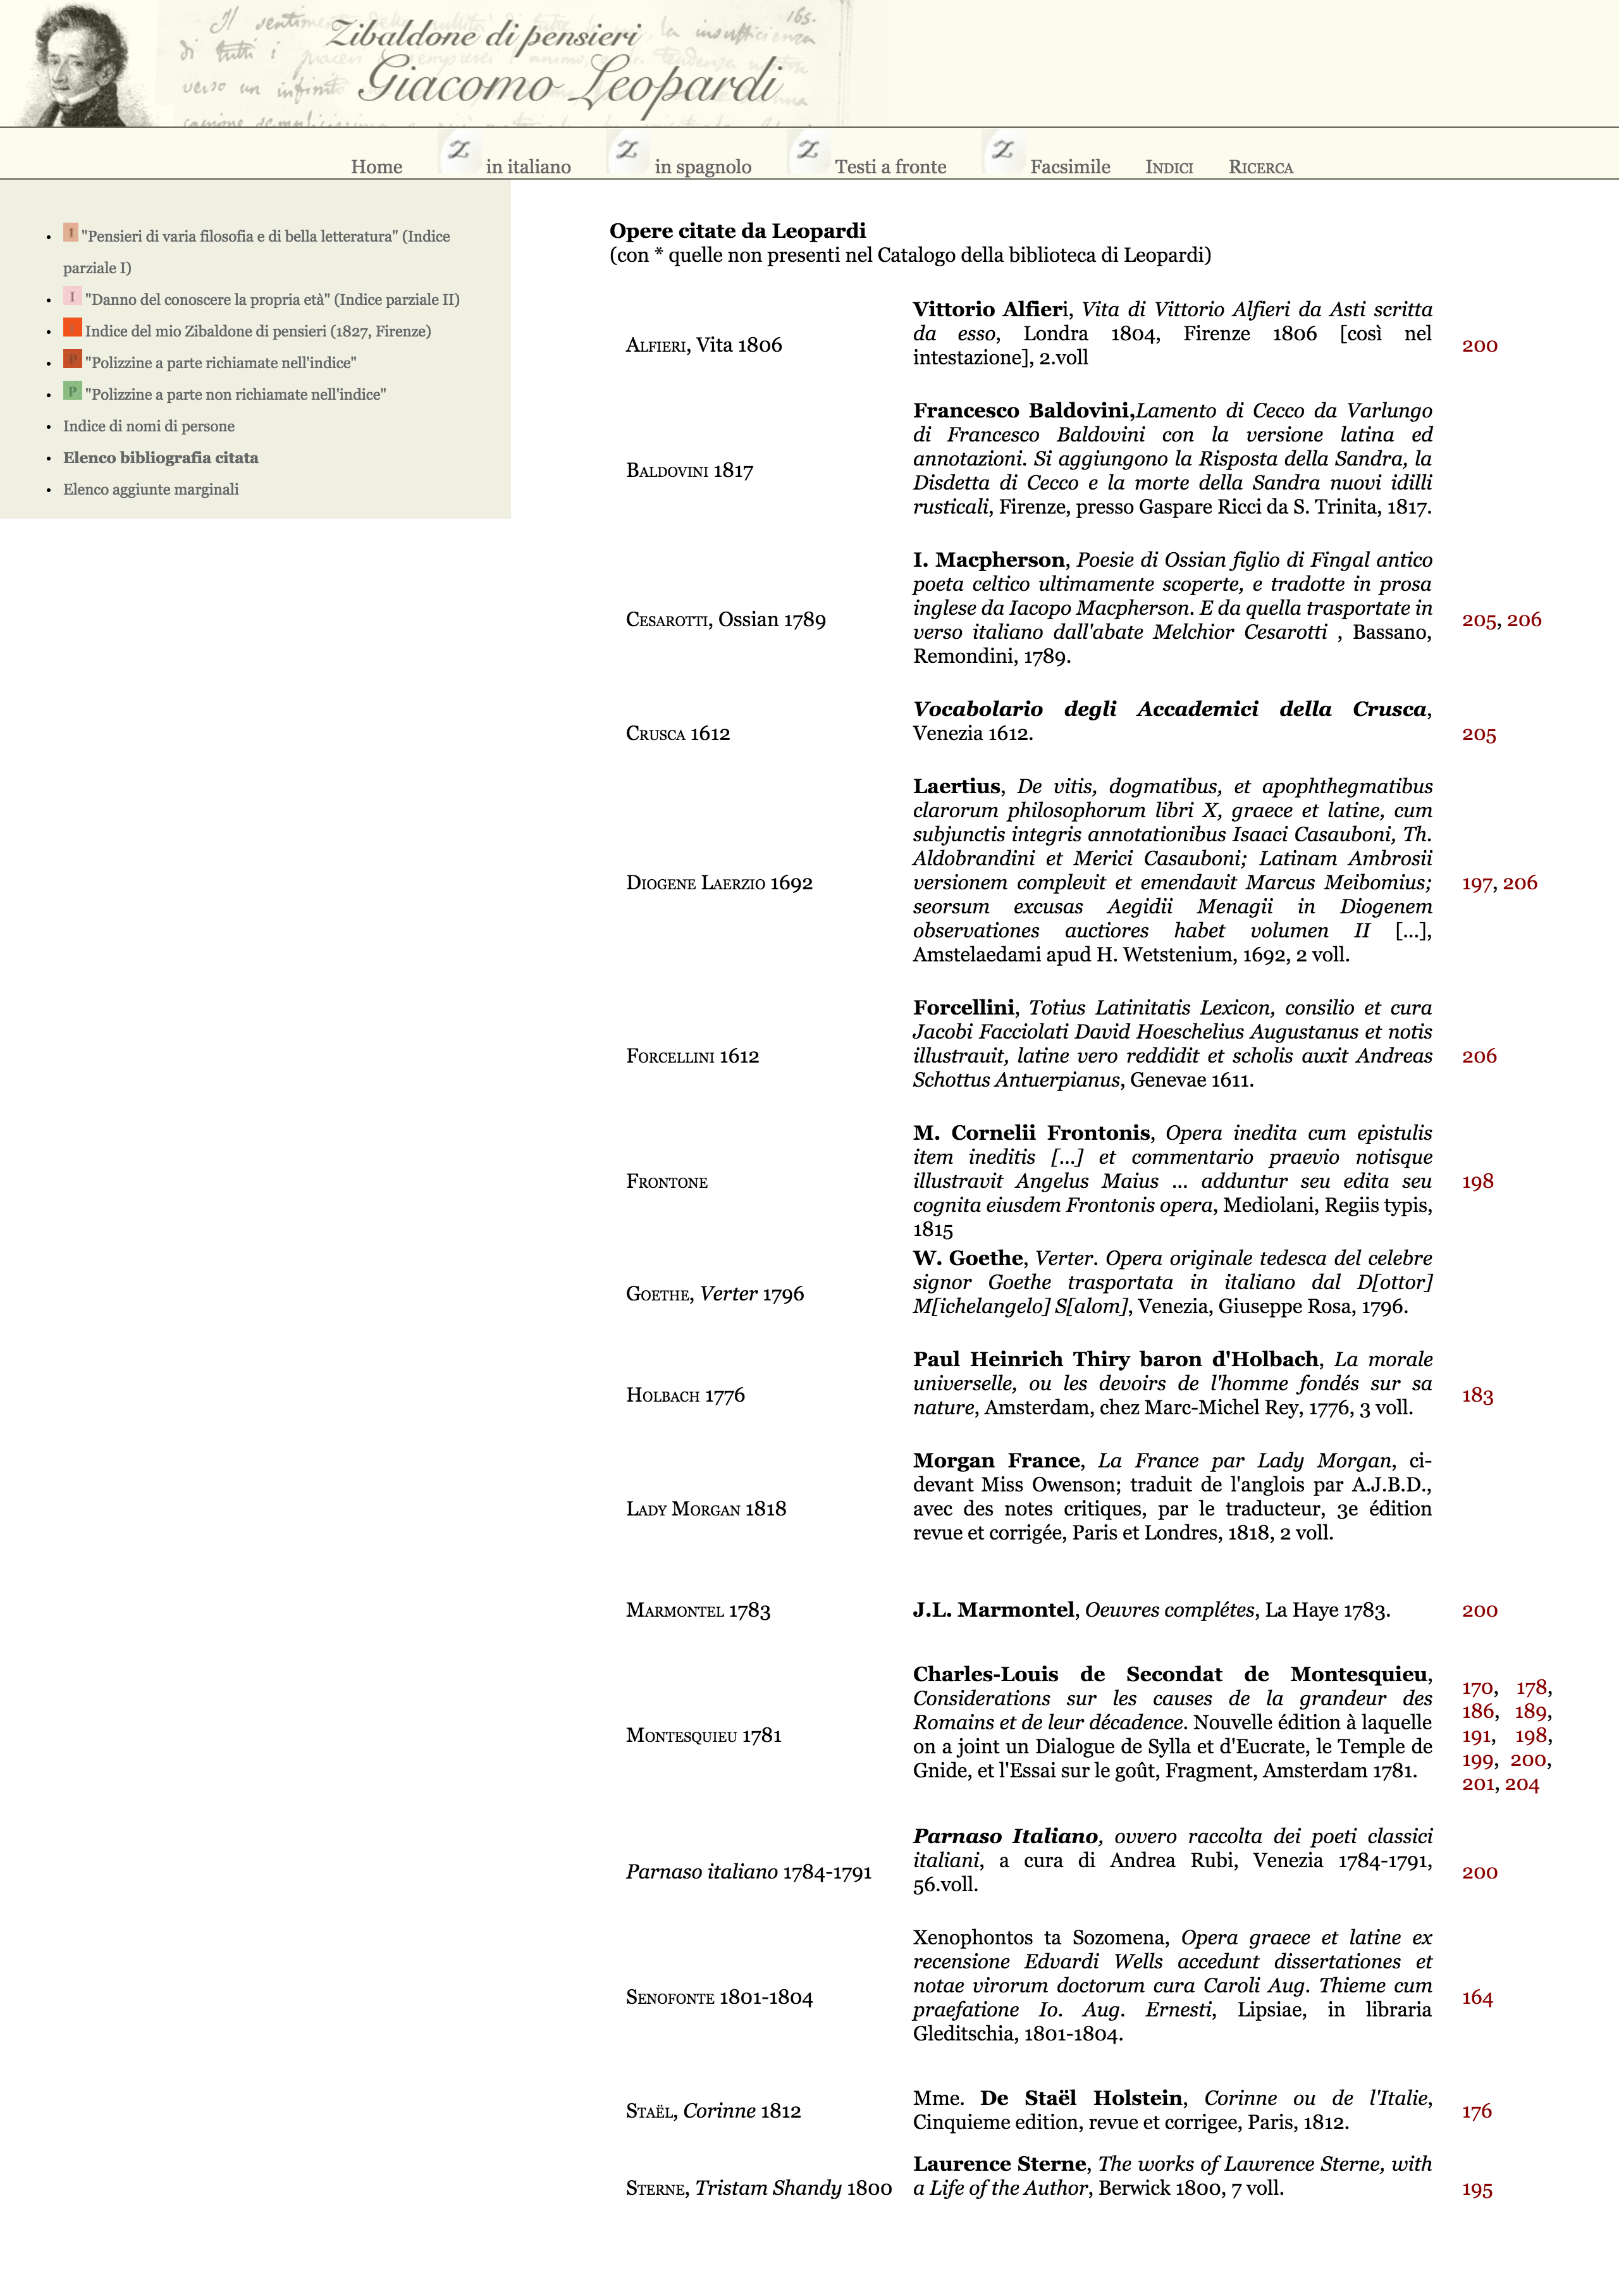 Il sentime
165.
Zibaldone di pensieri
la insufficienza
di tutti i
Giacomo Leopardi
verso un infinito
Home in italiano in spagnolo Testi a fronte Facsimile INDICI RICERCA
"Pensieri di varia filosofia e di bella letteratura" (Indice
parziale I)
"Danno del conoscere la propria età" (Indice parziale II)
Indice del mio Zibaldone di pensieri (1827, Firenze)
"Polizzine a parte richiamate nell'indice"
"Polizzine a parte non richiamate nell'indice"
Indice di nomi di persone
Elenco bibliografia citata
Elenco aggiunte marginali
Opere citate da Leopardi
(con * quelle non presenti nel Catalogo della biblioteca di Leopardi)
ALFIERI, Vita 1806
Vittorio Alfieri, Vita di Vittorio Alfieri da Asti scritta
da esso, Londra 1804, Firenze 1806 [così nel
intestazione], 2.voll
200
BALDOVINI 1817
Francesco Baldovini,Lamento di Cecco da Varlungo
di Francesco Baldovini con la versione latina ed
annotazioni. Si aggiungono la Risposta della Sandra, la
Disdetta di Cecco e la morte della Sandra nuovi idilli
rusticali, Firenze, presso Gaspare Ricci da S. Trinita, 1817.
CESAROTTI, Ossian 1789
I. Macpherson, Poesie di Ossian figlio di Fingal antico
poeta celtico ultimamente scoperte, e tradotte in prosa
inglese da Iacopo Macpherson. E da quella trasportate in
verso italiano dall'abate Melchior Cesarotti , Bassano,
Remondini, 1789.
205, 206
CRUSCA 1612
Vocabolario degli Accademici della Crusca,
Venezia 1612.
205
DIOGENE LAERZIO 1692
Laertius, De vitis, dogmatibus, et apophthegmatibus
clarorum philosophorum libri X, graece et latine, cum
subjunctis integris annotationibus Isaaci Casauboni, Th.
Aldobrandini et Merici Casauboni; Latinam Ambrosii
versionem complevit et emendavit Marcus Meibomius;
seorsum excusas Aegidii Menagii in Diogenem
observationes auctiores habet volumen II [...],
Amstelaedami apud H. Wetstenium, 1692, 2 voll.
197, 206
FORCELLINI 1612
Forcellini, Totius Latinitatis Lexicon, consilio et cura
Jacobi Facciolati David Hoeschelius Augustanus et notis
illustrauit, latine vero reddidit et scholis auxit Andreas
Schottus Antuerpianus, Genevae 1611.
206
FRONTONE
M. Cornelii Frontonis, Opera inedita cum epistulis
item ineditis [...] et commentario praevio notisque
illustravit Angelus Maius ... adduntur seu edita seu
cognita eiusdem Frontonis opera, Mediolani, Regiis typis,
1815
198
GOETHE, Verter 1796
W. Goethe, Verter. Opera originale tedesca del celebre
signor Goethe trasportata in italiano dal D[ottor]
M[ichelangelo] S[alom], Venezia, Giuseppe Rosa, 1796.
HOLBACH 1776
Paul Heinrich Thiry baron d'Holbach, La morale
universelle, ou les devoirs de l'homme fondés sur sa
nature, Amsterdam, chez Marc-Michel Rey, 1776, 3 voll.
183
LADY MORGAN 1818
Morgan France, La France par Lady Morgan, ci-
devant Miss Owenson; traduit de l'anglois par A.J.B.D.,
avec des notes critiques, par le traducteur, 3e édition
revue et corrigée, Paris et Londres, 1818, 2 voll.
MARMONTEL 1783
J.L. Marmontel, Oeuvres complétes, La Haye 1783.
200
MONTESQUIEU 1781
Charles-Louis de Secondat de Montesquieu,
Considerations sur les causes de la grandeur des
Romains et de leur décadence. Nouvelle édition à laquelle
on a joint un Dialogue de Sylla et d'Eucrate, le Temple de
Gnide, et l'Essai sur le goût, Fragment, Amsterdam 1781.
170, 178,
186, 189,
191, 198,
199, 200,
201, 204
Parnaso italiano 1784-1791
Parnaso Italiano, ovvero raccolta dei poeti classici
italiani, a cura di Andrea Rubi, Venezia 1784-1791,
56.voll.
200
SENOFONTE 1801-1804
Xenophontos ta Sozomena, Opera graece et latine ex
recensione Edvardi Wells accedunt dissertationes et
notae virorum doctorum cura Caroli Aug. Thieme cum
praefatione Io. Aug. Ernesti, Lipsiae, in libraria
Gleditschia, 1801-1804.
164
STAËL, Corinne 1812
Mme. De Staël Holstein, Corinne ou de l'Italie,
Cinquieme edition, revue et corrigee, Paris, 1812.
176
STERNE, Tristam Shandy 1800
Laurence Sterne, The works of Lawrence Sterne, with
a Life of the Author, Berwick 1800, 7 voll.
195